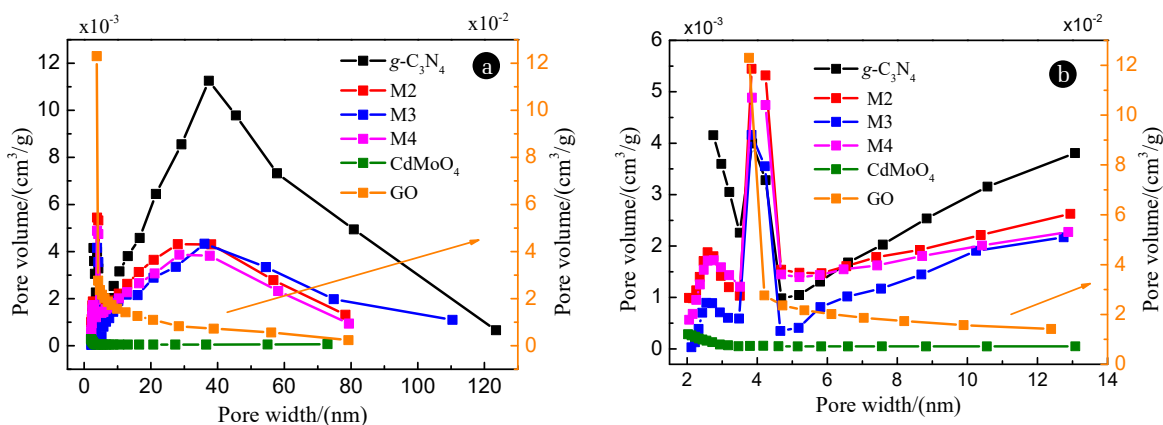 x10⁻³
x10⁻²
12
10
8
6
4
2
0
Pore volume/(cm³/g)
g-C₃N₄
M2
M3
M4
CdMoO₄
GO
a
12
10
8
6
4
2
0
Pore volume/(cm³/g)
0 20 40 60 80 100 120
Pore width/(nm)
x10⁻³
x10⁻²
6
5
4
3
2
1
0
Pore volume/(cm³/g)
g-C₃N₄
M2
M3
M4
CdMoO₄
GO
b
12
10
8
6
4
2
0
Pore volume/(cm³/g)
2 4 6 8 10 12 14
Pore width/(nm)